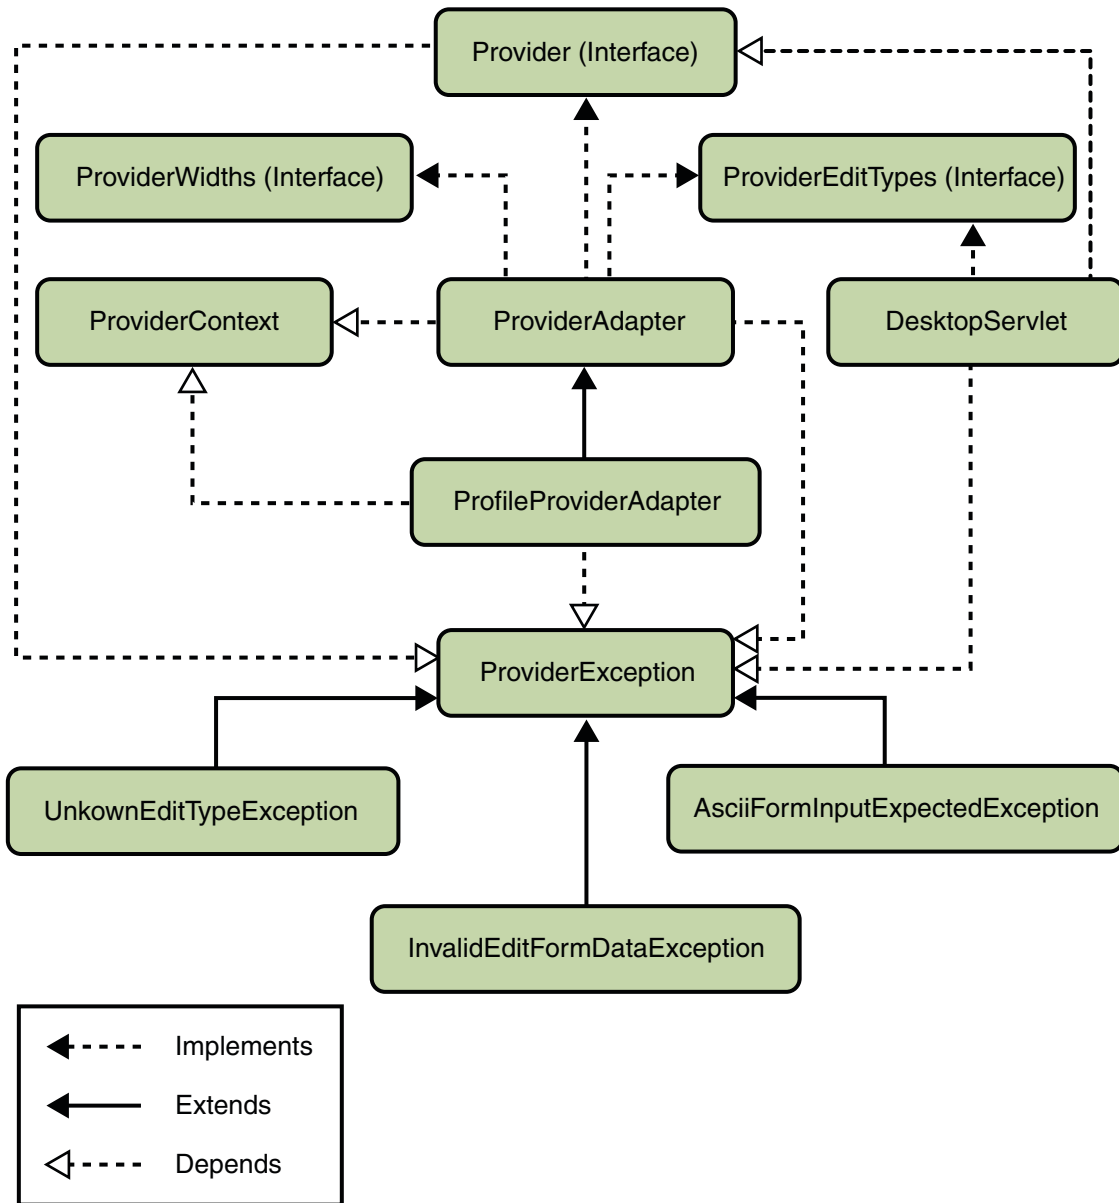 Provider (Interface)
ProviderWidths (Interface)
ProviderEditTypes (Interface)
ProviderContext
ProviderAdapter
DesktopServlet
ProfileProviderAdapter
ProviderException
UnkownEditTypeException
AsciiFormInputExpectedException
InvalidEditFormDataException
Implements
Extends
Depends